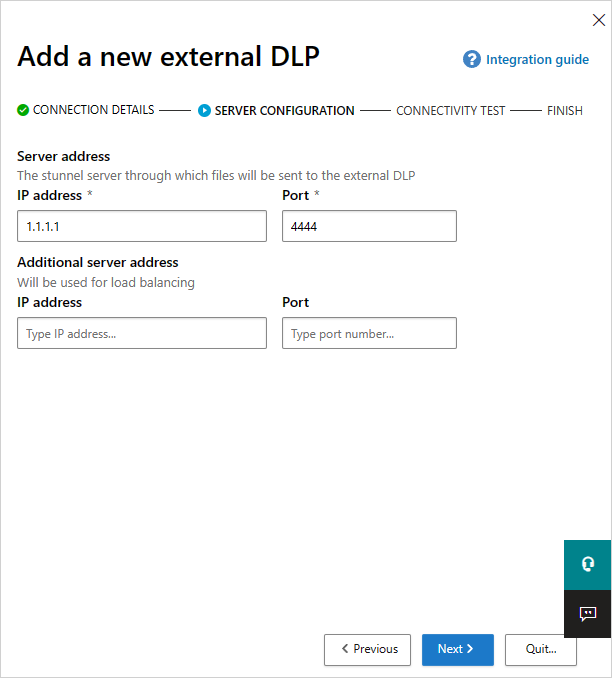 Add a new external DLP
Integration guide
CONNECTION DETAILS
SERVER CONFIGURATION
CONNECTIVITY TEST
FINISH
Server address
The stunnel server through which files will be sent to the external DLP
IP address *
Port *
1.1.1.1
4444
Additional server address
Will be used for load balancing
IP address
Port
Type IP address...
Type port number...
Previous
Next
Quit...